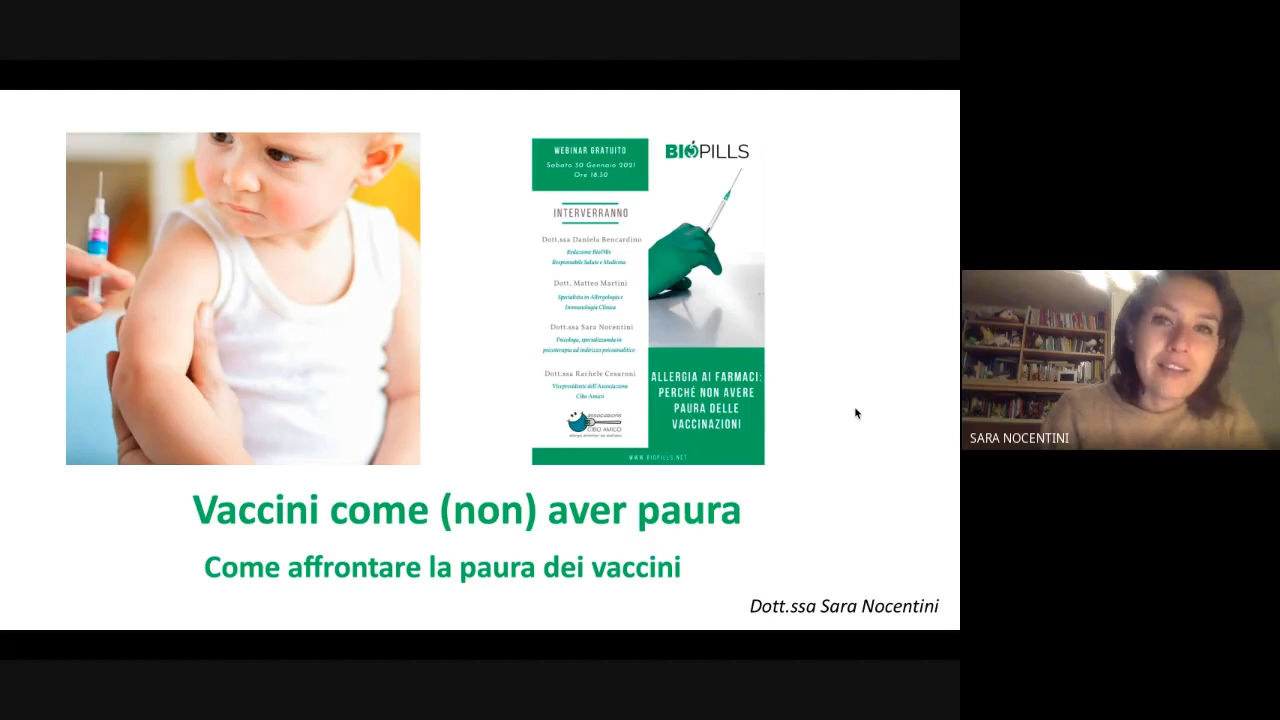 WEBINAR GRATUITO
Sabato 30 Gennaio 2021
Ore 18.30
INTERVERRANNO
Dott.ssa Daniela Bencardino
Redazione BioPills
Responsabile Salute e Medicina
Dott. Matteo Martini
Specialista in Allergologia e
Immunologia Clinica
Dott.ssa Sara Nocentini
Psicologa, specializzanda in
psicoterapia ad indirizzo psicoanalitico
Dott.ssa Rachele Cesaroni
Vicepresidente dell'Associazione
Cibo Amico
associazione
CIBO AMICO
BIOPILLS
ALLERGIA AI FARMACI:
PERCHÉ NON AVERE
PAURA DELLE
VACCINAZIONI
WWW.BIOPILLS.NET
Vaccini come (non) aver paura
Come affrontare la paura dei vaccini
Dott.ssa Sara Nocentini
SARA NOCENTINI